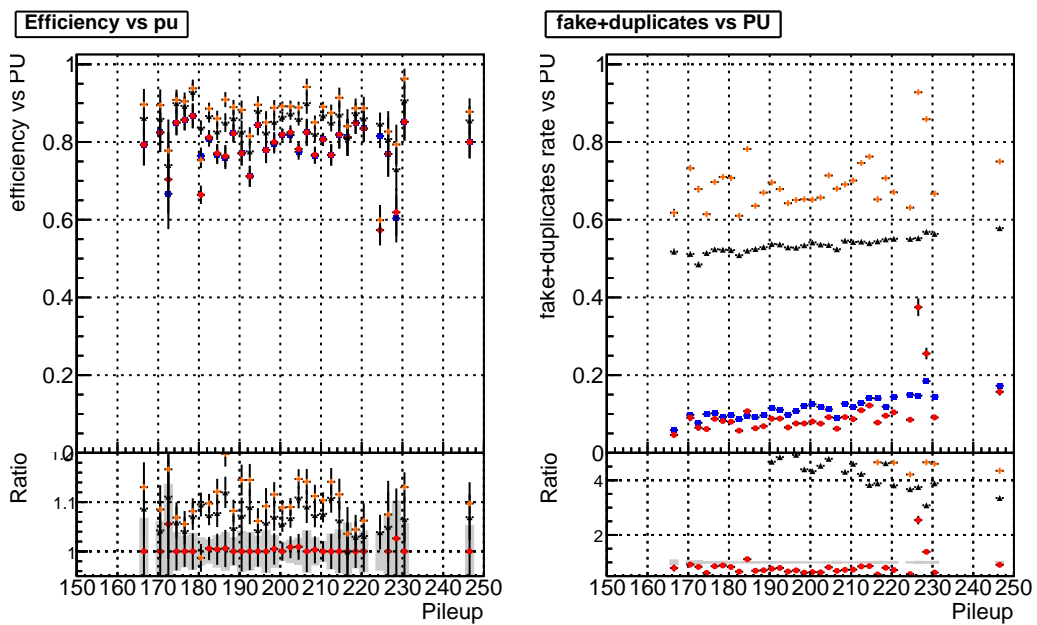 Efficiency vs pu
efficiency vs PU
1
0.8
0.6
0.4
0.2
0
Ratio
1.1
1
150 160 170 180 190 200 210 220 230 240 250
Pileup
fake+duplicates vs PU
fake+duplicates rate vs PU
1
0.8
0.6
0.4
0.2
0
Ratio
4
2
150 160 170 180 190 200 210 220 230 240 250
Pileup